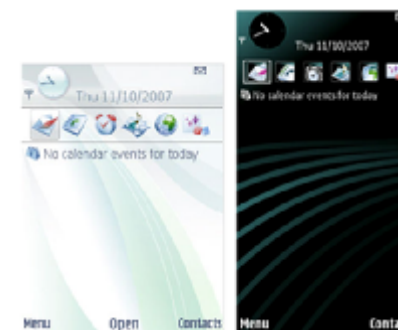 Thu 11/10/2007
No calendar events for today
Menu Open Contacts
Thu 11/10/2007
No calendar events for today
Menu Conta